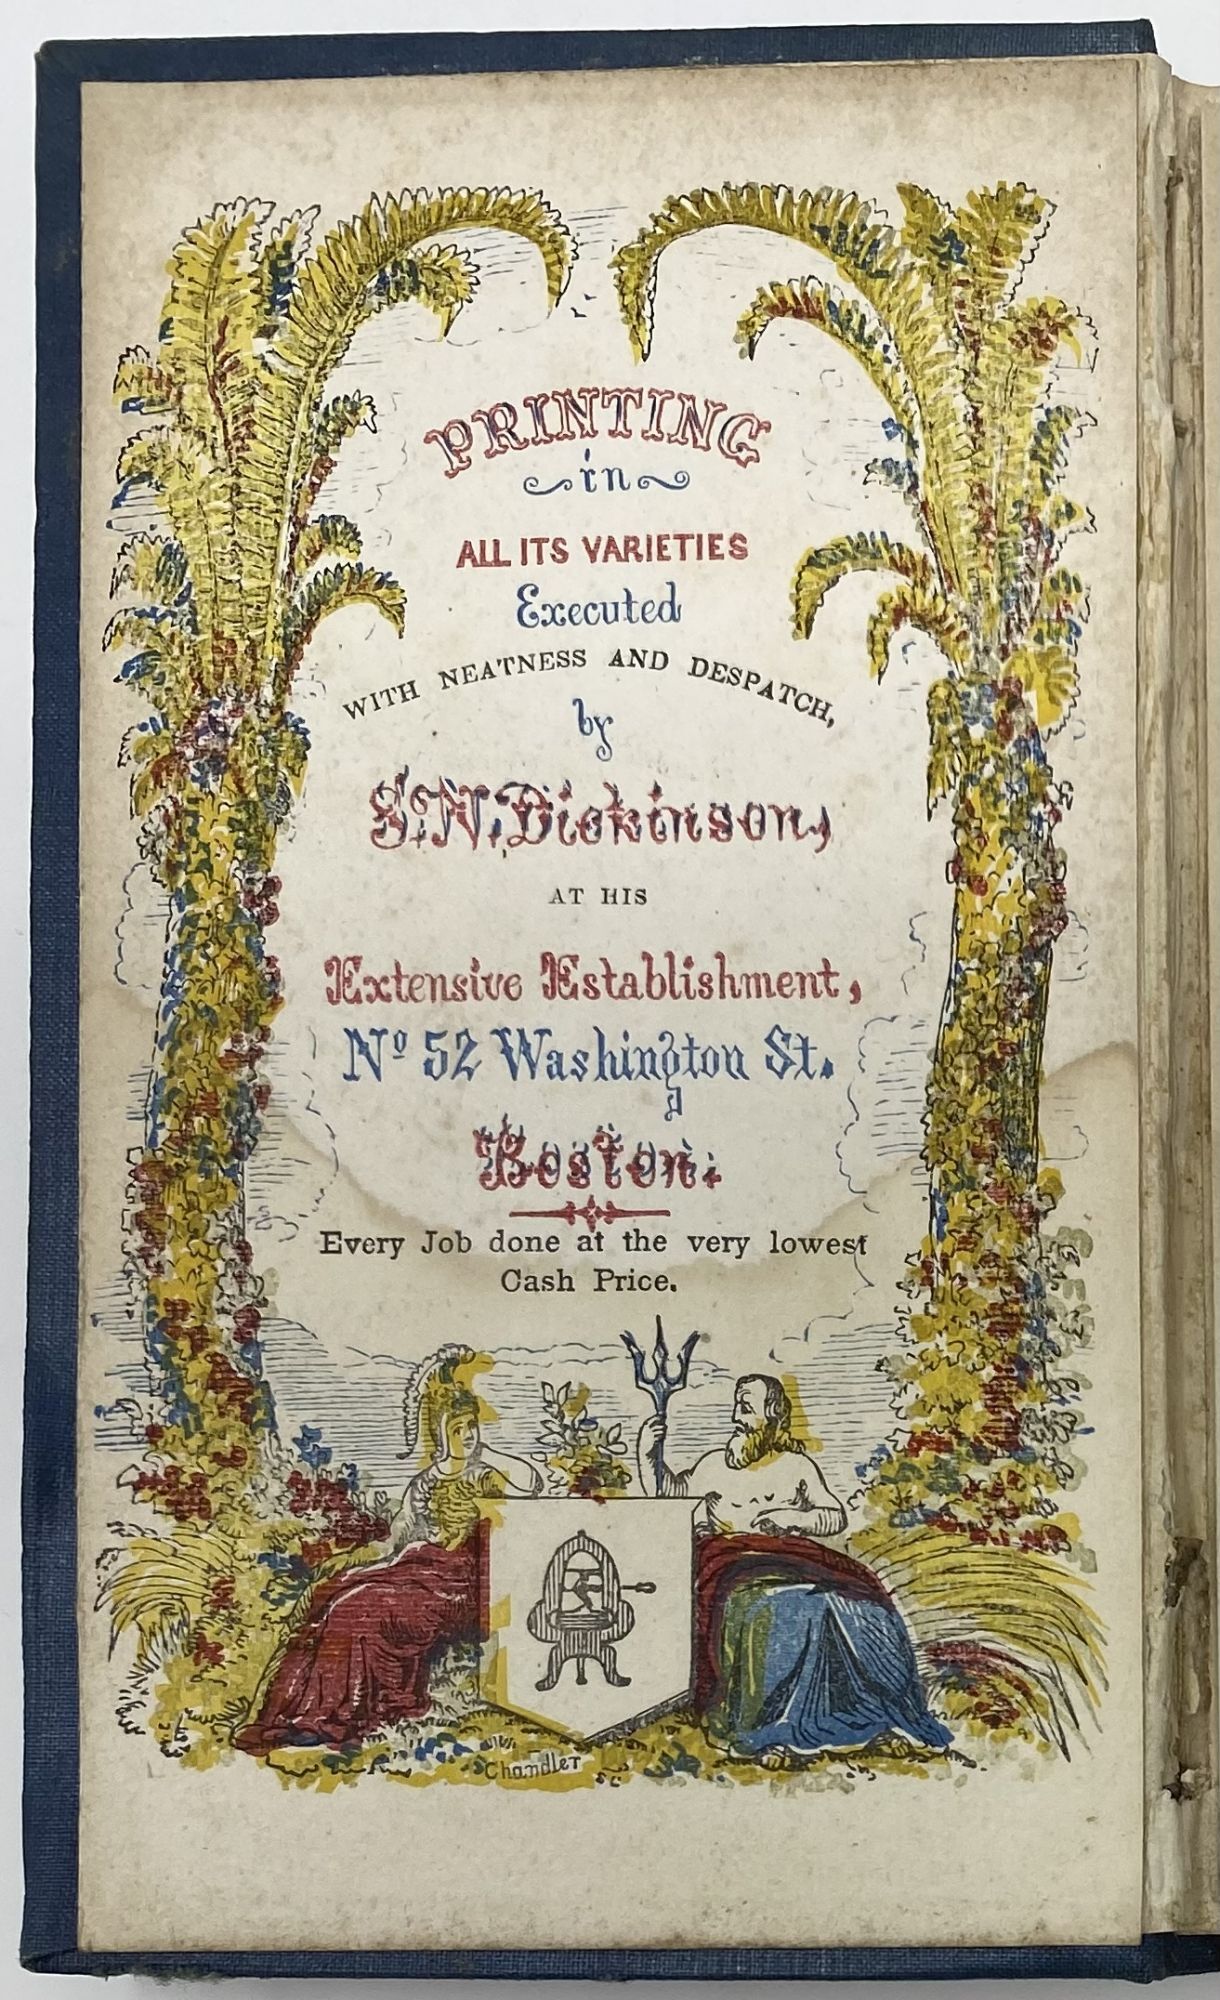 PRINTING
in
ALL ITS VARIETIES
Executed
WITH NEATNESS AND DESPATCH,
by
S. N. Dickinson,
AT HIS
Extensive Establishment,
Nº 52 Washington St.
Boston.
Every Job done at the very lowest
Cash Price.
Chandler